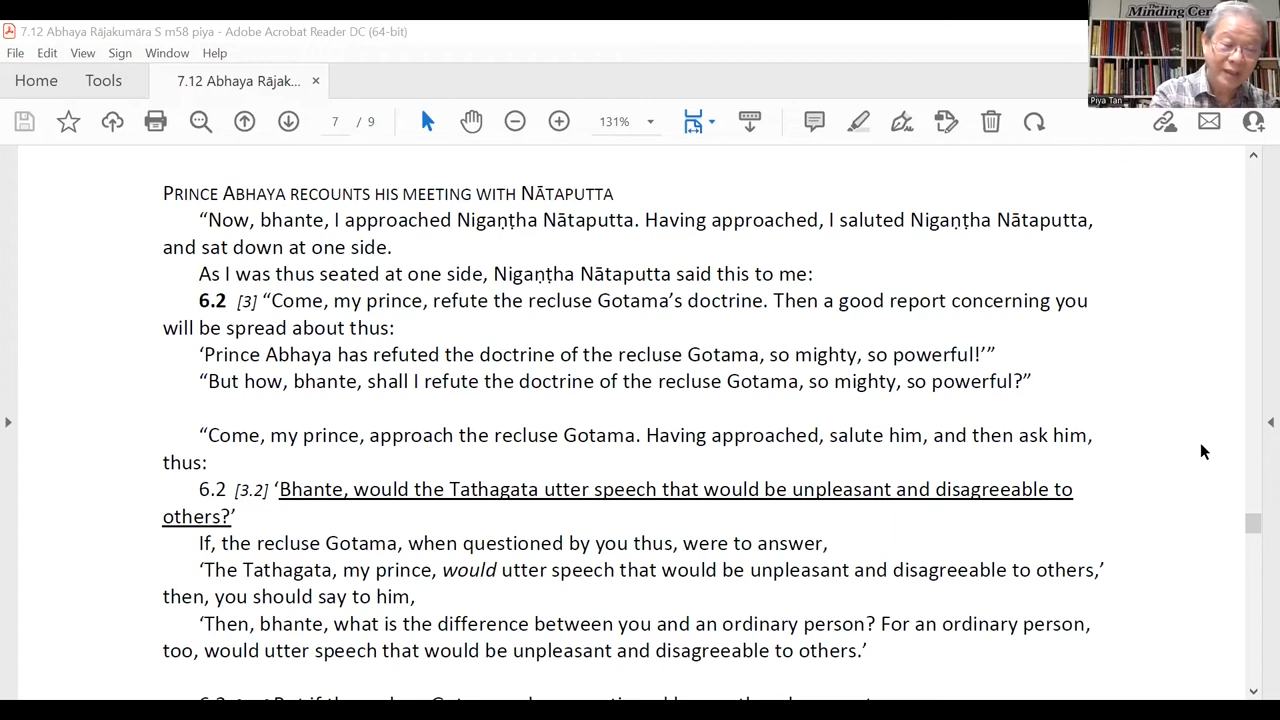 7.12 Abhaya Rājakumāra S m58 piya - Adobe Acrobat Reader DC (64-bit)
The Minding Cen
File Edit View Sign Window Help
Home Tools 7.12 Abhaya Rājak... ×
Piya Tan
7 / 9 131%
PRINCE ABHAYA RECOUNTS HIS MEETING WITH NĀTAPUTTA
“Now, bhante, I approached Nigaṇṭha Nātaputta. Having approached, I saluted Nigaṇṭha Nātaputta,
and sat down at one side.
As I was thus seated at one side, Nigaṇṭha Nātaputta said this to me:
6.2 [3] “Come, my prince, refute the recluse Gotama’s doctrine. Then a good report concerning you
will be spread about thus:
‘Prince Abhaya has refuted the doctrine of the recluse Gotama, so mighty, so powerful!’”
“But how, bhante, shall I refute the doctrine of the recluse Gotama, so mighty, so powerful?”
“Come, my prince, approach the recluse Gotama. Having approached, salute him, and then ask him,
thus:
6.2 [3.2] ‘Bhante, would the Tathagata utter speech that would be unpleasant and disagreeable to
others?’
If, the recluse Gotama, when questioned by you thus, were to answer,
‘The Tathagata, my prince, would utter speech that would be unpleasant and disagreeable to others,’
then, you should say to him,
‘Then, bhante, what is the difference between you and an ordinary person? For an ordinary person,
too, would utter speech that would be unpleasant and disagreeable to others.’